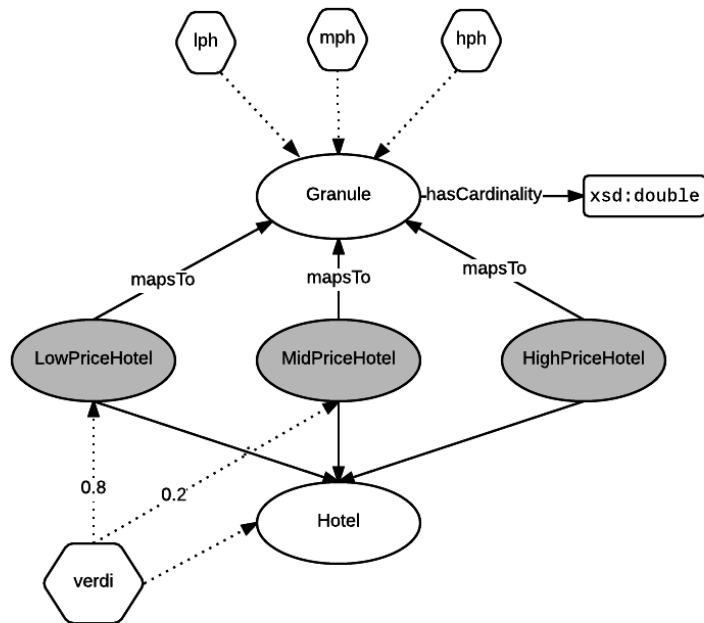 lph
mph
hph
Granule
hasCardinality
xsd:double
mapsTo
mapsTo
mapsTo
LowPriceHotel
MidPriceHotel
HighPriceHotel
0.8
0.2
Hotel
verdi